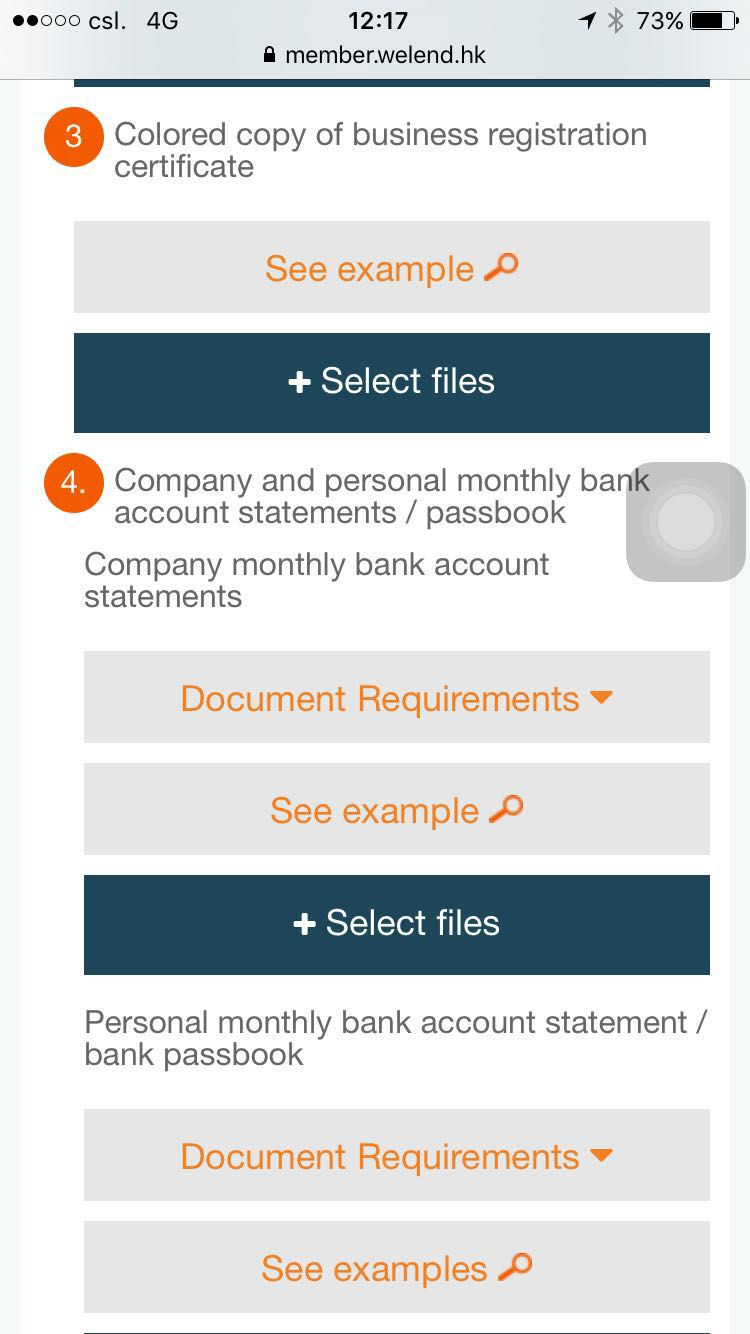 csl. 4G 12:17 73%
member.welend.hk
3 Colored copy of business registration
certificate
See example
+ Select files
4. Company and personal monthly bank
account statements / passbook
Company monthly bank account
statements
Document Requirements
See example
+ Select files
Personal monthly bank account statement /
bank passbook
Document Requirements
See examples